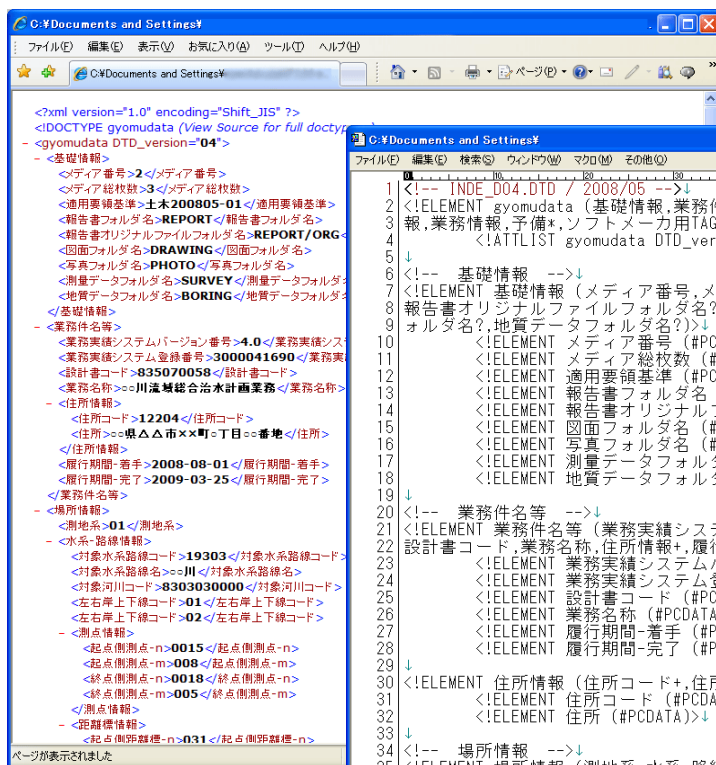 C:¥Documents and Settings¥
ファイル(F) 編集(E) 表示(V) お気に入り(A) ツール(T) ヘルプ(H)
C:¥Documents and Settings¥
ページ(P)
<?xml version="1.0" encoding="Shift_JIS" ?>
<!DOCTYPE gyomudata (View Source for full doctyp
- <gyomudata DTD_version="04">
- <基礎情報>
<メディア番号>2</メディア番号>
<メディア総枚数>3</メディア総枚数>
<適用要領基準>土木200805-01</適用要領基準>
<報告書フォルダ名>REPORT</報告書フォルダ名>
<報告書オリジナルファイルフォルダ名>REPORT/ORG<
<図面フォルダ名>DRAWING</図面フォルダ名>
<写真フォルダ名>PHOTO</写真フォルダ名>
<測量データフォルダ名>SURVEY</測量データフォルダ
<地質データフォルダ名>BORING</地質データフォルダ
</基礎情報>
- <業務件名等>
<業務実績システムバージョン番号>4.0</業務実績シス
<業務実績システム登録番号>3000041690</業務実
<設計書コード>835070058</設計書コード>
<業務名称>○○川流域総合治水計画業務</業務名称>
- <住所情報>
<住所コード>12204</住所コード>
<住所>○○県△△市××町○丁目○○番地</住所>
</住所情報>
<履行期間-着手>2008-08-01</履行期間-着手>
<履行期間-完了>2009-03-25</履行期間-完了>
</業務件名等>
- <場所情報>
<測地系>01</測地系>
- <水系-路線情報>
<対象水系路線コード>19303</対象水系路線コード>
<対象水系路線名>○○川</対象水系路線名>
<対象河川コード>8303030000</対象河川コード>
<左右岸上下線コード>01</左右岸上下線コード>
<左右岸上下線コード>02</左右岸上下線コード>
- <測点情報>
<起点側測点-n>0015</起点側測点-n>
<起点側測点-m>008</起点側測点-m>
<終点側測点-n>0018</終点側測点-n>
<終点側測点-m>005</終点側測点-m>
</測点情報>
- <距離標情報>
<起点側距離標-n>031</起点側距離標-n>
ページが表示されました
C:¥Documents and Settings¥
ファイル(F) 編集(E) 検索(S) ウィンドウ(W) マクロ(M) その他(O)
0 10 20 30
1 <!-- INDE_D04.DTD / 2008/05 -->↓
2 <!ELEMENT gyomudata (基礎情報,業務件
3 報,業務情報,予備*,ソフトメーカ用TAG
4 <!ATTLIST gyomudata DTD_ver
5 ↓
6 <!-- 基礎情報 -->↓
7 <!ELEMENT 基礎情報 (メディア番号,メ
8 報告書オリジナルファイルフォルダ名?
9 ォルダ名?,地質データフォルダ名?)>↓
10 <!ELEMENT メディア番号 (#PC
11 <!ELEMENT メディア総枚数 (#
12 <!ELEMENT 適用要領基準 (#PC
13 <!ELEMENT 報告書フォルダ名
14 <!ELEMENT 報告書オリジナルフ
15 <!ELEMENT 図面フォルダ名 (#
16 <!ELEMENT 写真フォルダ名 (#
17 <!ELEMENT 測量データフォルダ
18 <!ELEMENT 地質データフォルダ
19 ↓
20 <!-- 業務件名等 -->↓
21 <!ELEMENT 業務件名等 (業務実績シス
22 設計書コード,業務名称,住所情報+,履行
23 <!ELEMENT 業務実績システムバ
24 <!ELEMENT 業務実績システム登
25 <!ELEMENT 設計書コード (#PC
26 <!ELEMENT 業務名称 (#PCDATA
27 <!ELEMENT 履行期間-着手 (#P
28 <!ELEMENT 履行期間-完了 (#P
29 ↓
30 <!ELEMENT 住所情報 (住所コード+,住所
31 <!ELEMENT 住所コード (#PCDA
32 <!ELEMENT 住所 (#PCDATA)>↓
33 ↓
34 <!-- 場所情報 -->↓